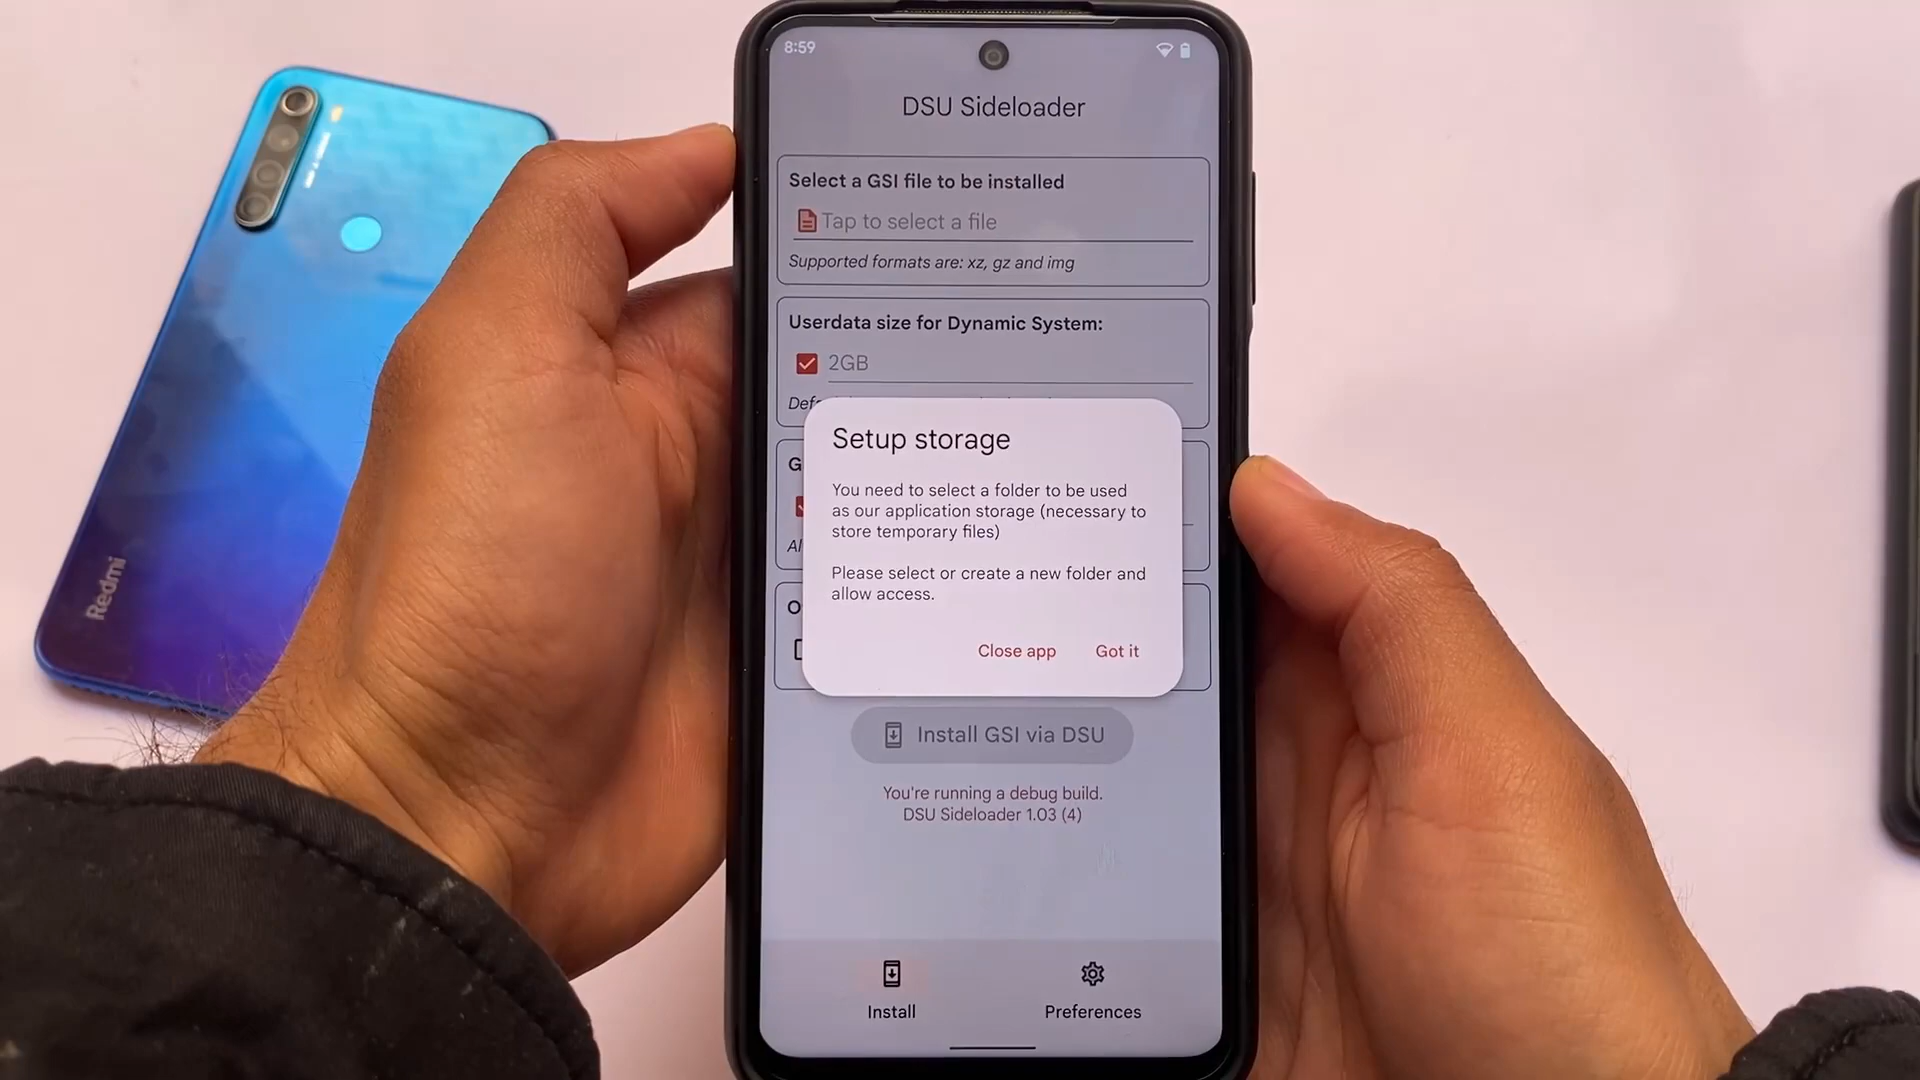 8:59
DSU Sideloader
Select a GSI file to be installed
Tap to select a file
Supported formats are: xz, gz and img
Userdata size for Dynamic System:
2GB
Setup storage
You need to select a folder to be used
as our application storage (necessary to
store temporary files)
Please select or create a new folder and
allow access.
Close app
Got it
Install GSI via DSU
You're running a debug build.
DSU Sideloader 1.03 (4)
Install
Preferences
Redmi